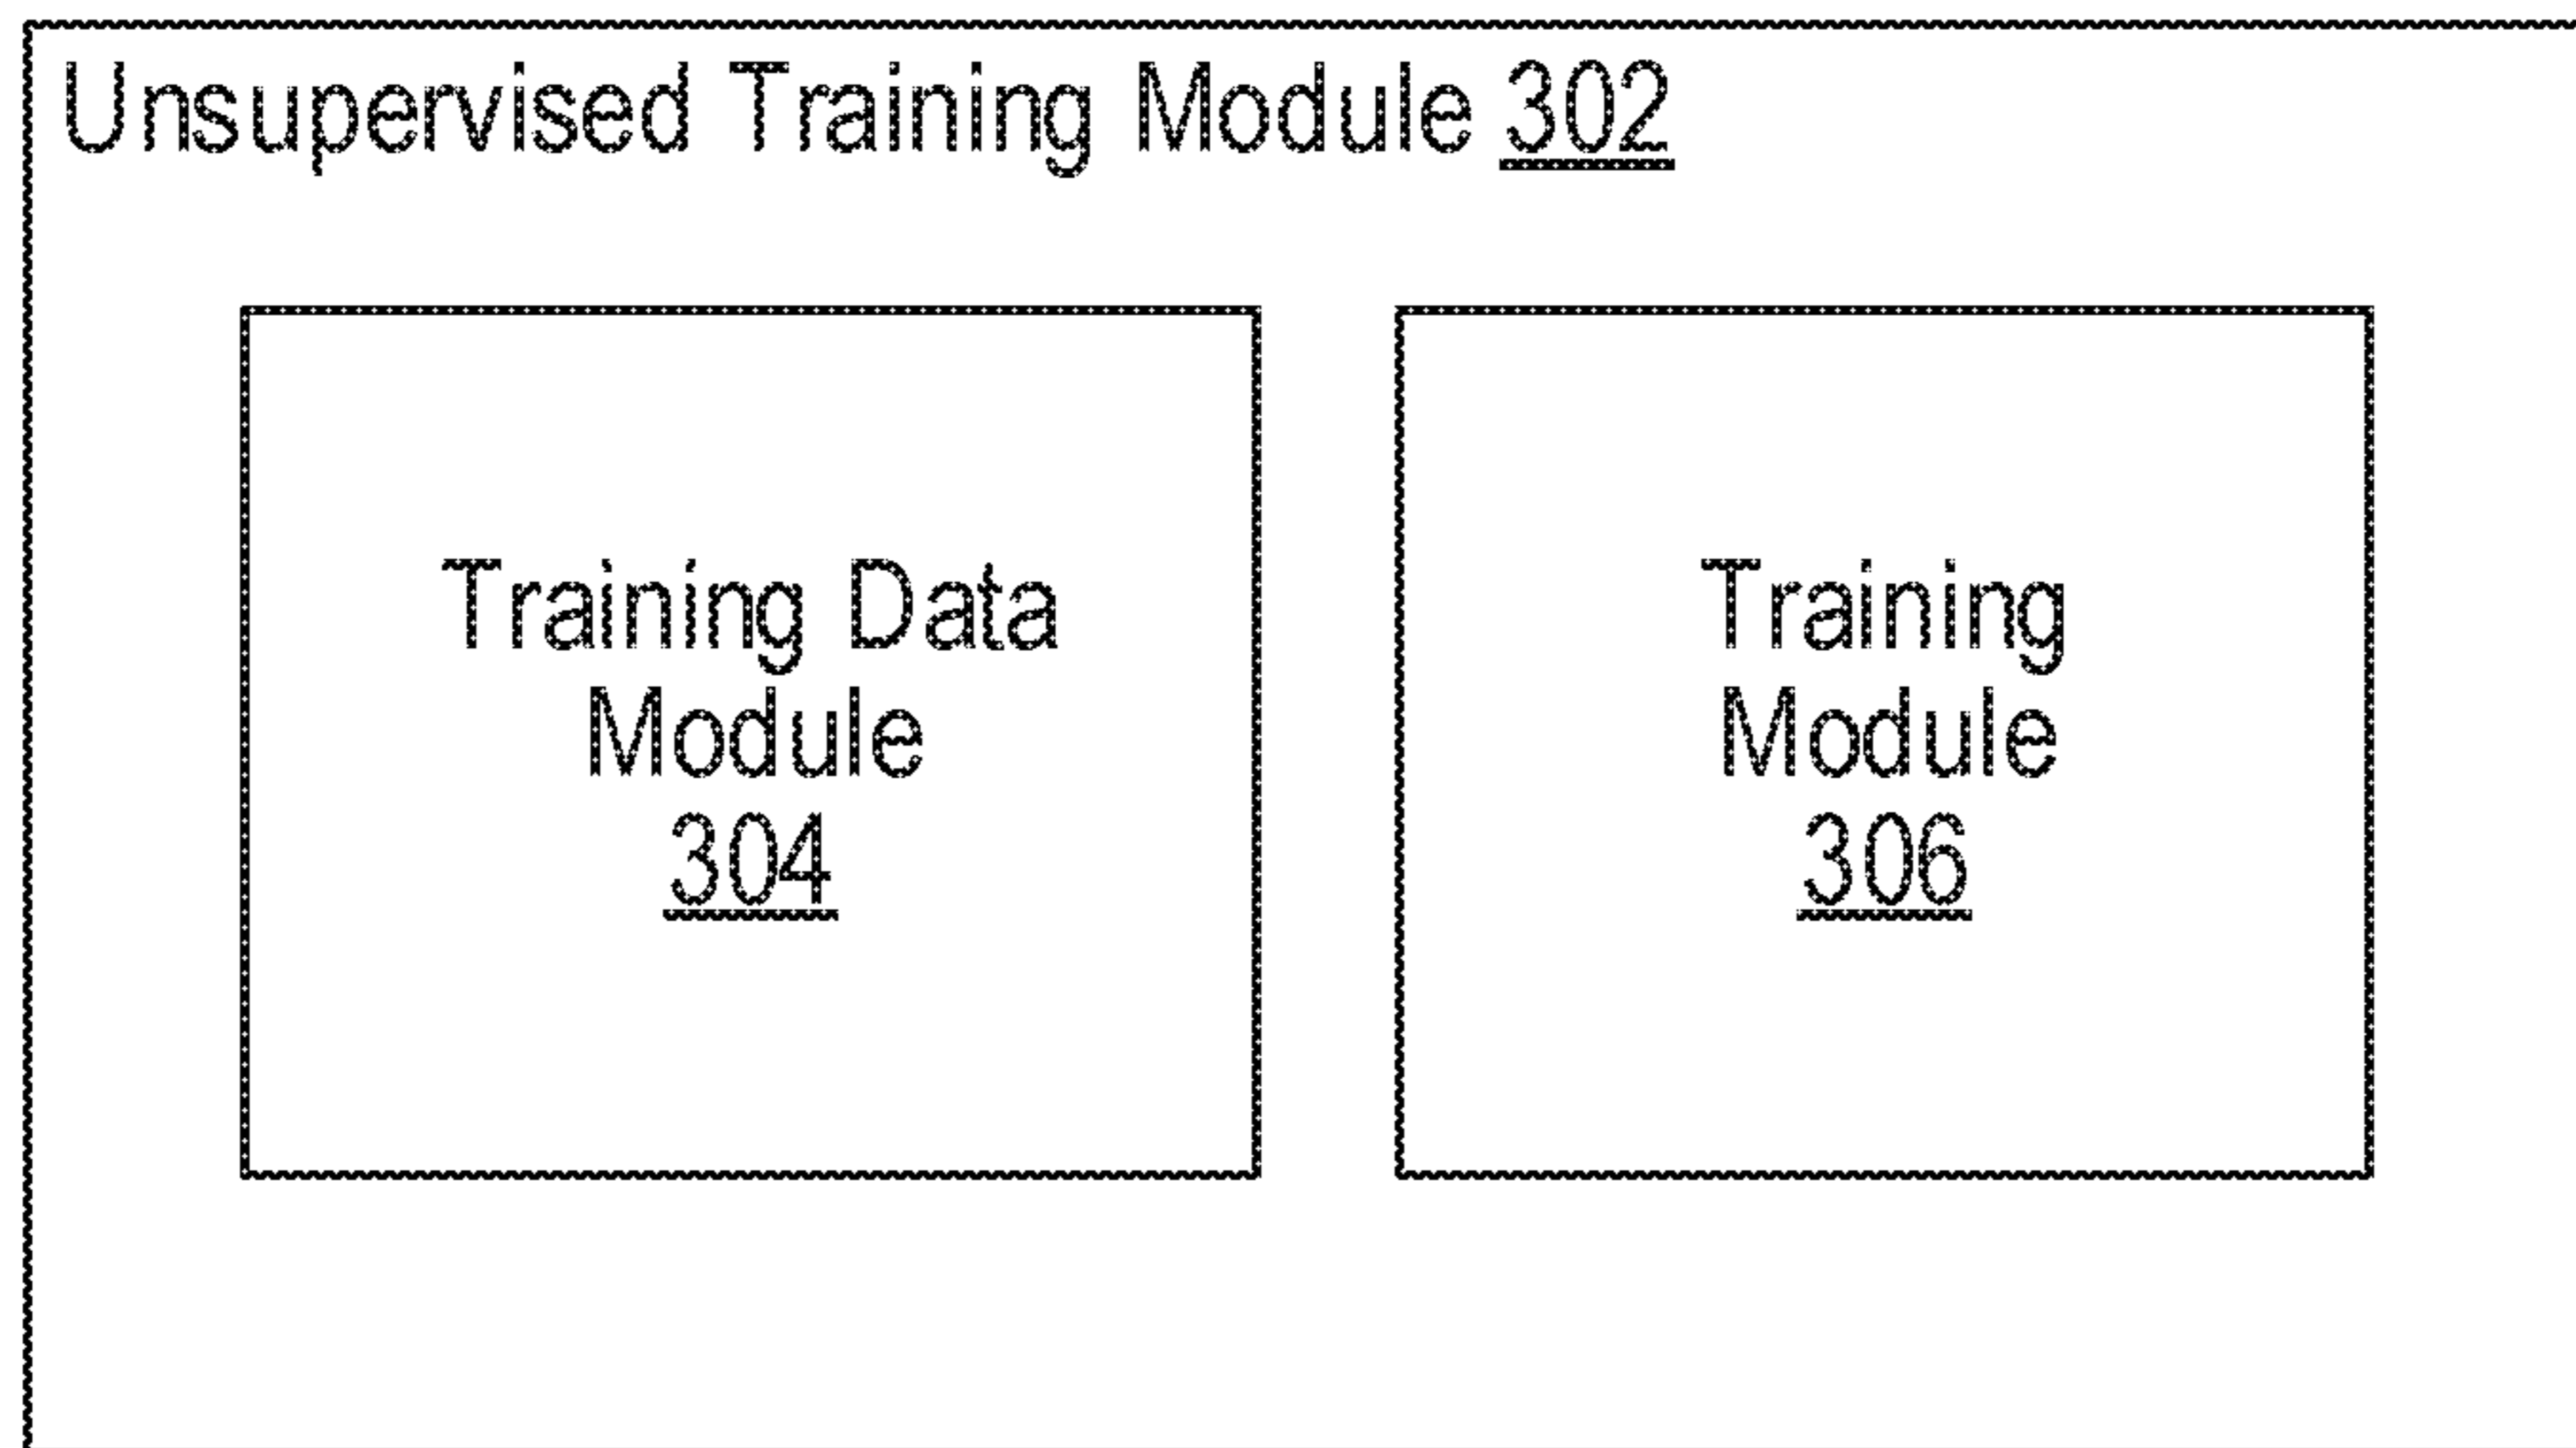 Unsupervised Training Module 302
Training Data
Module
304
Training
Module
306